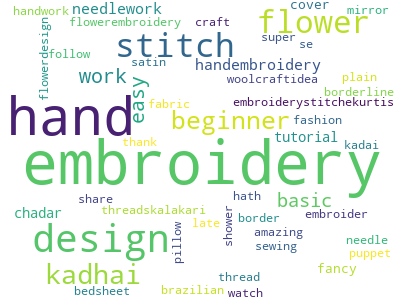 handwork needlework cover mirror
flowerdesign flowerembroidery craft flower
follow stitch super se
work satin handembroidery plain
easy woolcraftidea borderline
hand fabric embroiderystitchekurtis
beginner fashion
thank tutorial kadai
embroidery
share hath basic
chadar threadskalakari shower border embroider
design pillow late amazing needle
sewing puppet
kadhai thread fancy
bedsheet brazilian watch